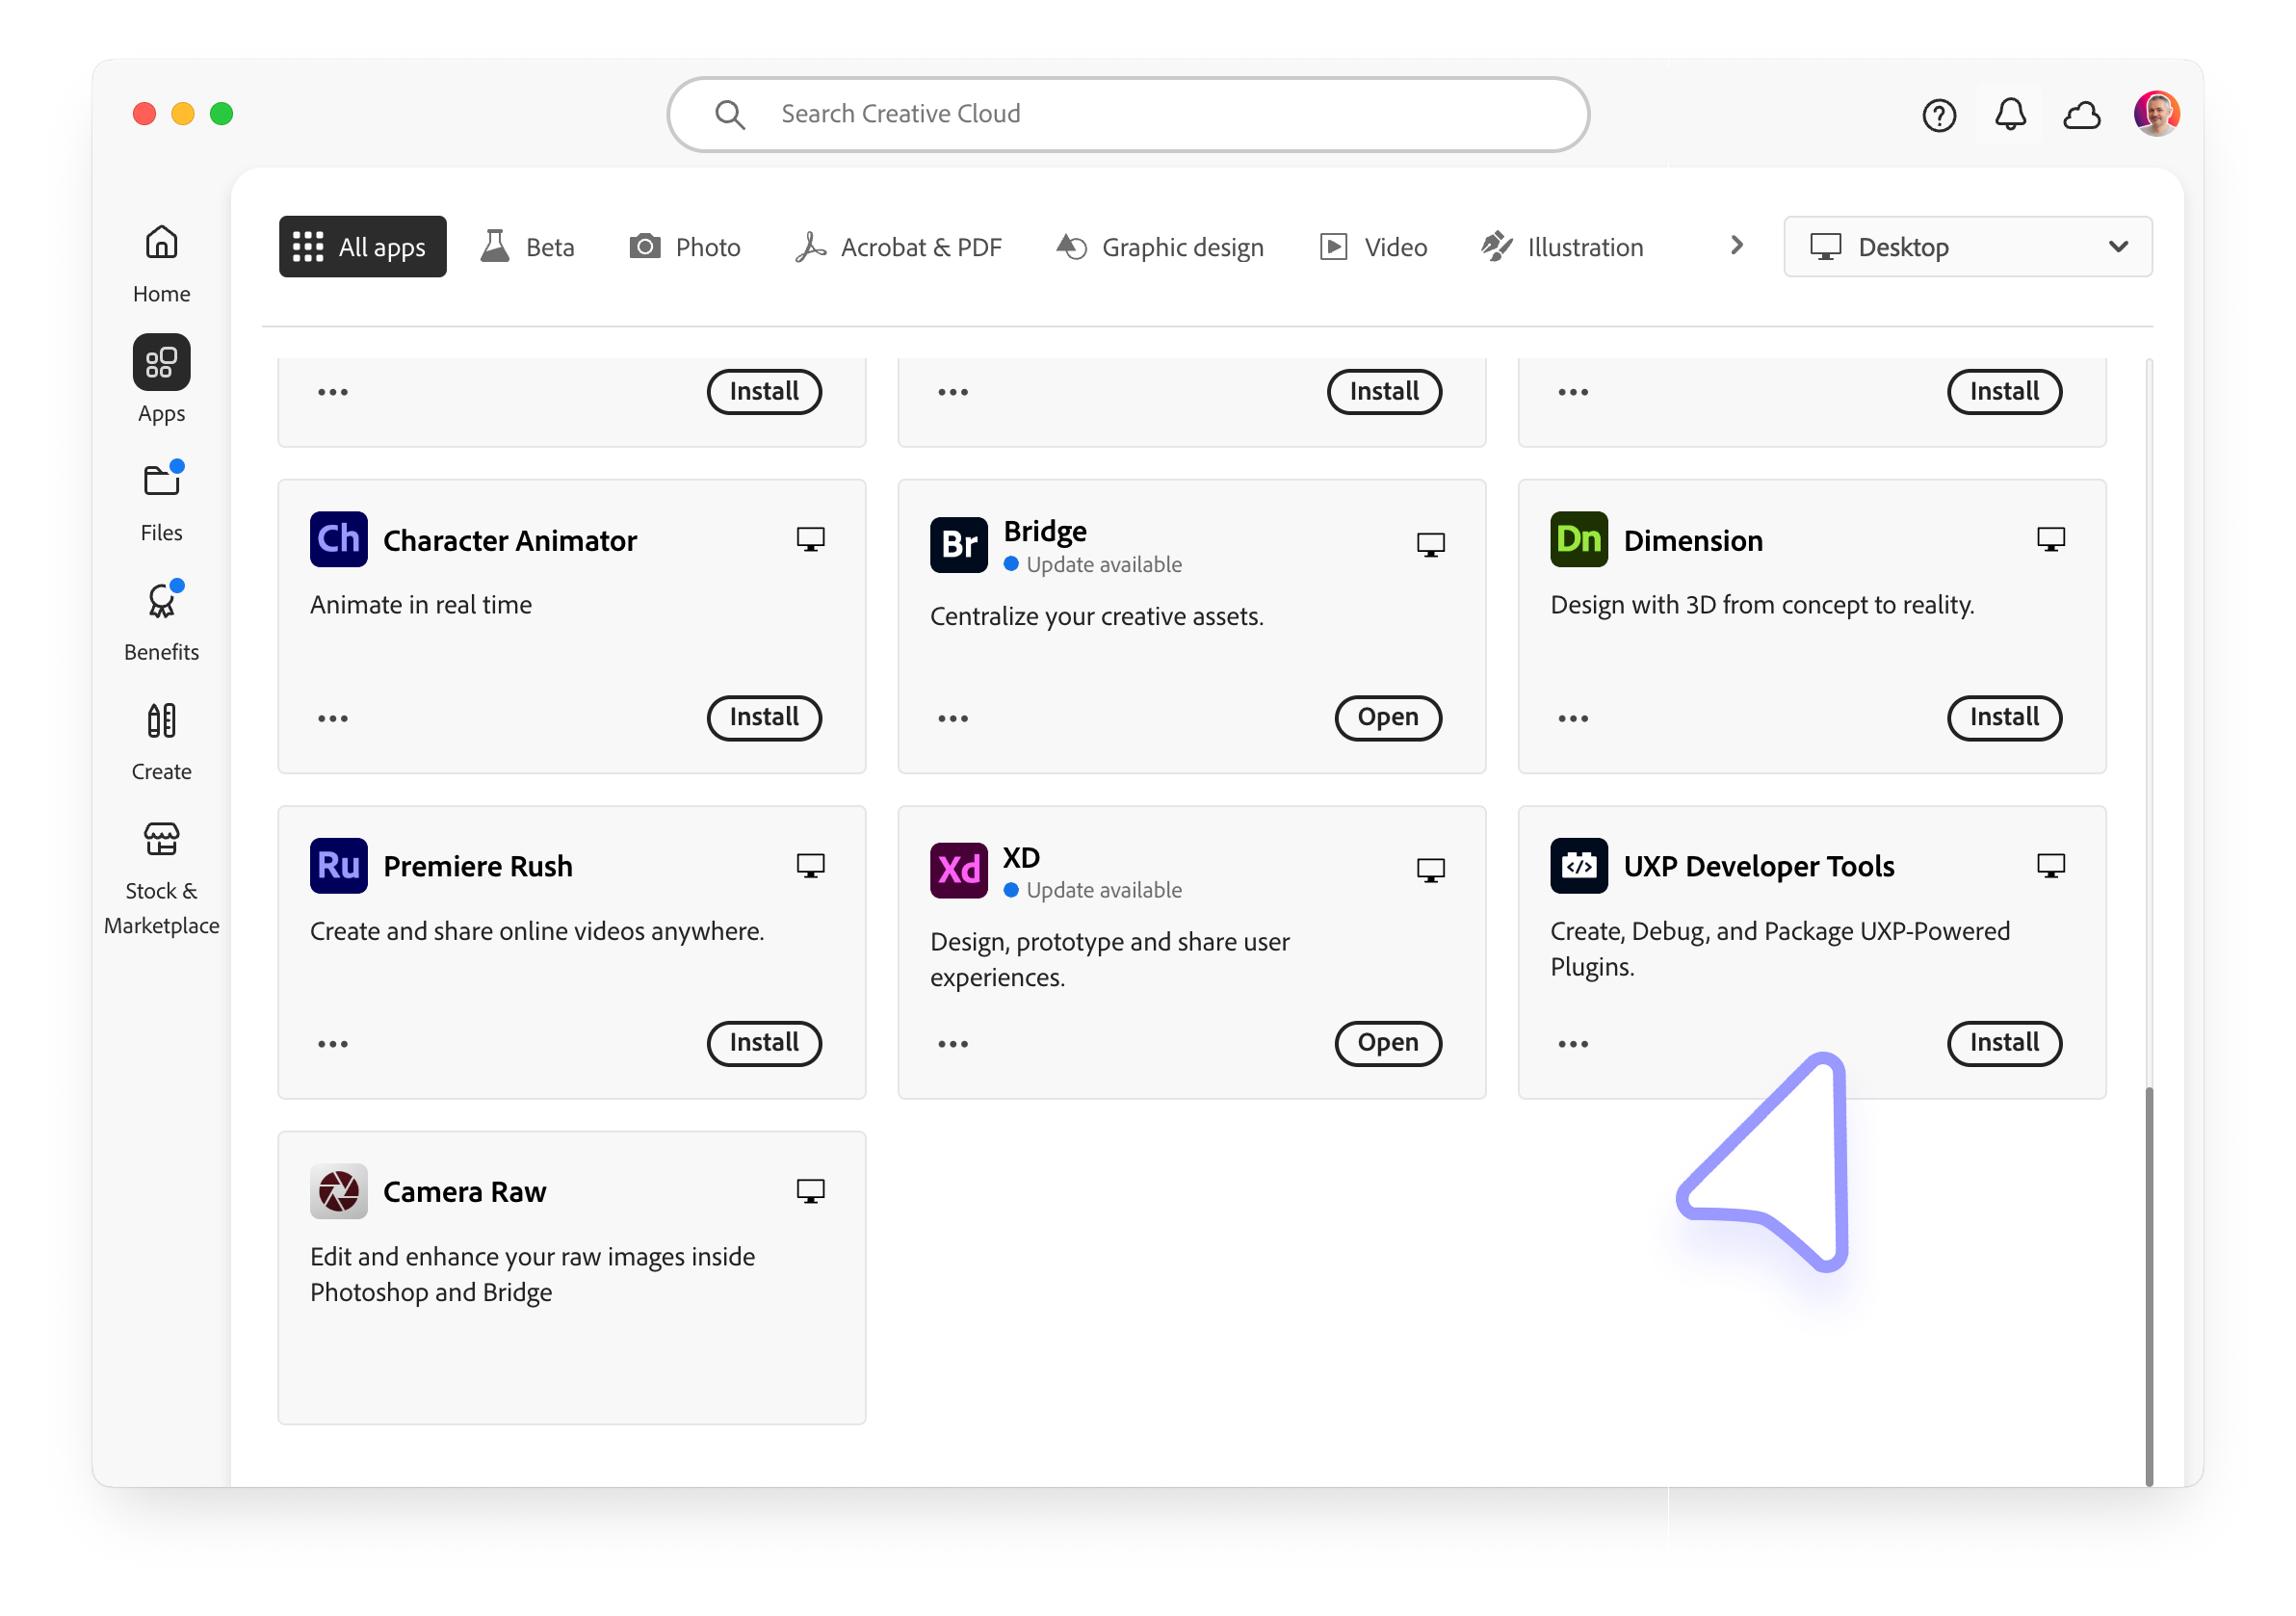 Search Creative Cloud
All apps
Beta
Photo
Acrobat & PDF
Graphic design
Video
Illustration
Desktop
Home
Apps
Files
Benefits
Create
Stock &
Marketplace
Install
Install
Install
Ch
Character Animator
Animate in real time
Install
Br
Bridge
Update available
Centralize your creative assets.
Open
Dn
Dimension
Design with 3D from concept to reality.
Install
Ru
Premiere Rush
Create and share online videos anywhere.
Install
Xd
XD
Update available
Design, prototype and share user
experiences.
Open
</>
UXP Developer Tools
Create, Debug, and Package UXP-Powered
Plugins.
Install
Camera Raw
Edit and enhance your raw images inside
Photoshop and Bridge